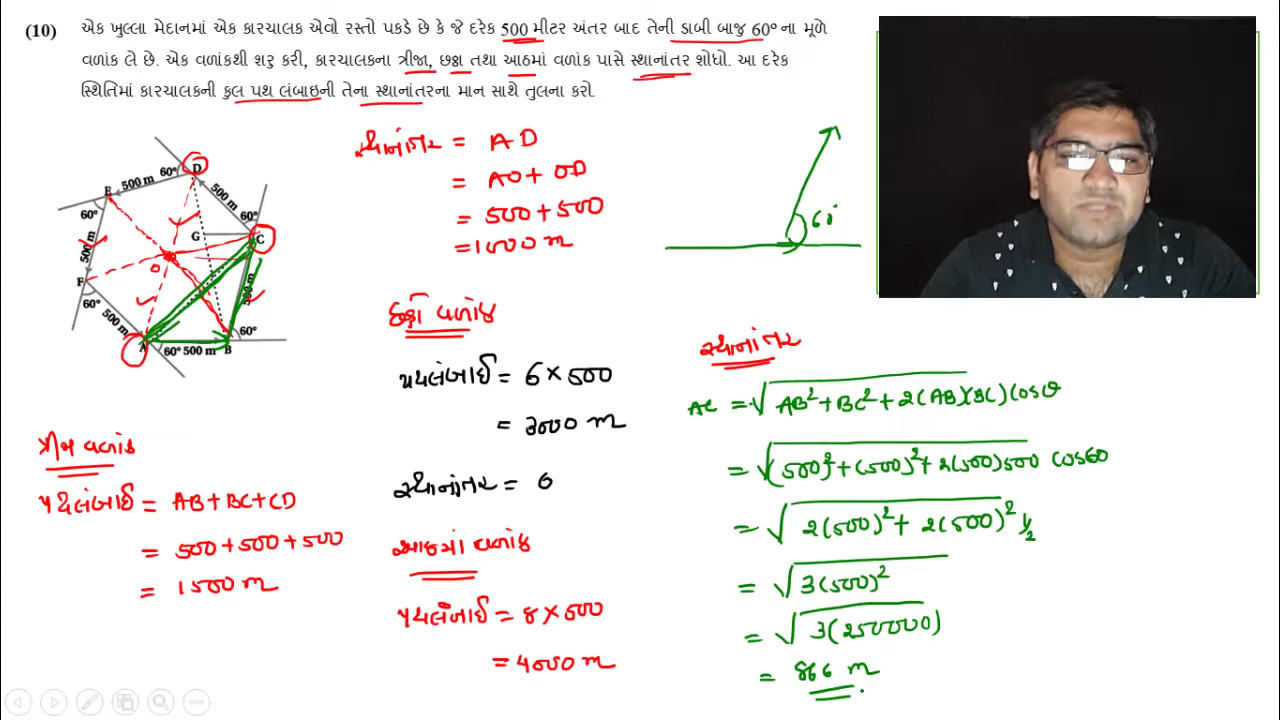 (10) એક ખુલ્લા મેદાનમાં એક કારચાલક એવો રસ્તો પકડે છે કે જે દરેક 500 મીટર અંતર બાદ તેની ડાબી બાજુ 60° ના મૂળે
વળાંક લે છે. એક વળાંકથી શરુ કરી, કારચાલકના ત્રીજા, છઠ્ઠા તથા આઠમાં વળાંક પાસે સ્થાનાંતર શોધો. આ દરેક
સ્થિતિમાં કારચાલકની કુલ પથ લંબાઇની તેના સ્થાનાંતરના માન સાથે તુલના કરો.
D
60°
500 m
500 m
E
60°
60°
C
G
500 m
O
500 m
F
60°
500 m
60°
A
60° 500 m B
સ્થાનાંતર = AD
= AO + OD
= 500 + 500
= 1000 m
60°
છઠ્ઠો વળાંક
પથલંબાઈ = 6 × 500
= 3000 m
સ્થાનાંતર = 0
આઠમાં વળાંક
પથલંબાઈ = 8 × 500
= 4000 m
ત્રીજો વળાંક
પથલંબાઈ = AB + BC + CD
= 500 + 500 + 500
= 1500 m
સ્થાનાંતર
AC = √AB² + BC² + 2(AB)(BC) cosθ
= √(500)² + (500)² + 2(500)500 cos60
= √2(500)² + 2(500)² ½
= √3(500)²
= √3(250000)
= 866 m